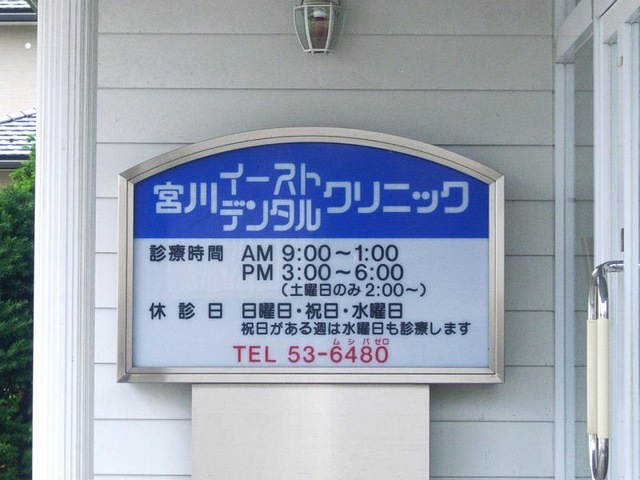 宮川イーストデンタルクリニック
診療時間 AM 9:00〜1:00
PM 3:00〜6:00
(土曜日のみ2:00〜)
休診日 日曜日・祝日・水曜日
祝日がある週は水曜日も診療します
ムシバゼロ
TEL 53-6480